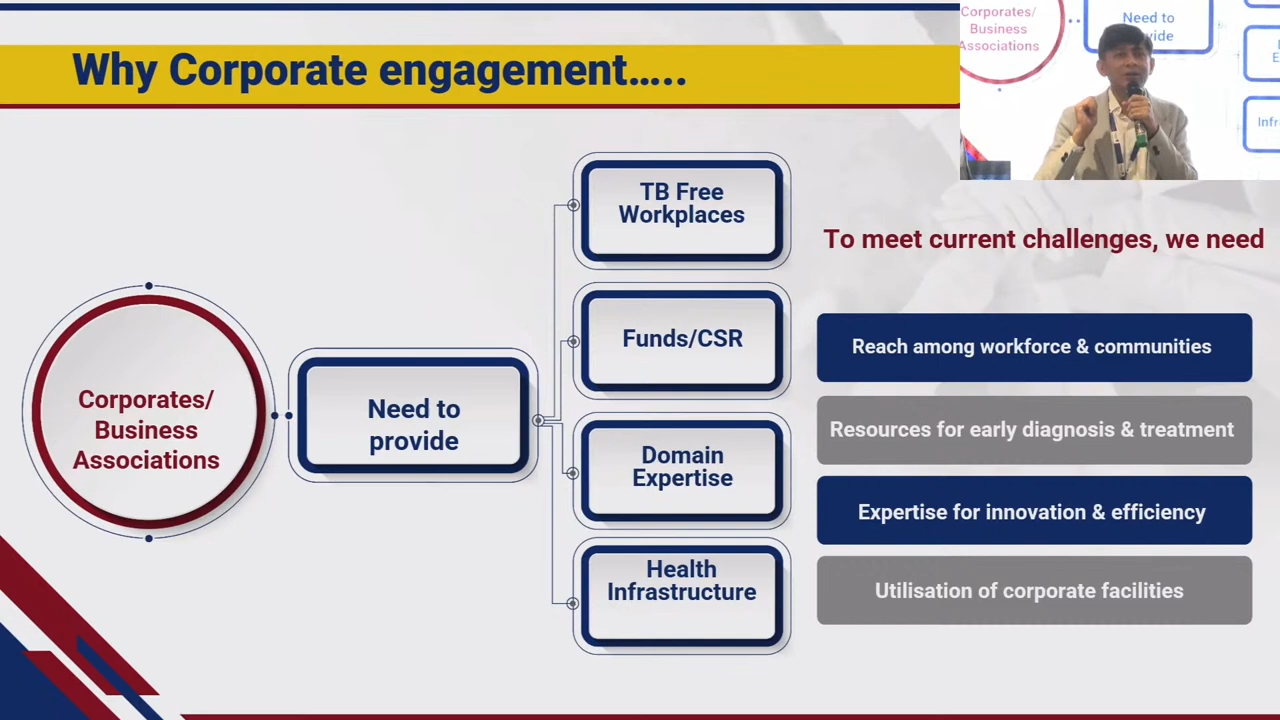 Why Corporate engagement…..
Corporates/
Business
Associations
Need to
provide
TB Free
Workplaces
Funds/CSR
Domain
Expertise
Health
Infrastructure
To meet current challenges, we need
Reach among workforce & communities
Resources for early diagnosis & treatment
Expertise for innovation & efficiency
Utilisation of corporate facilities
Corporates/
Business
Associations
Need to